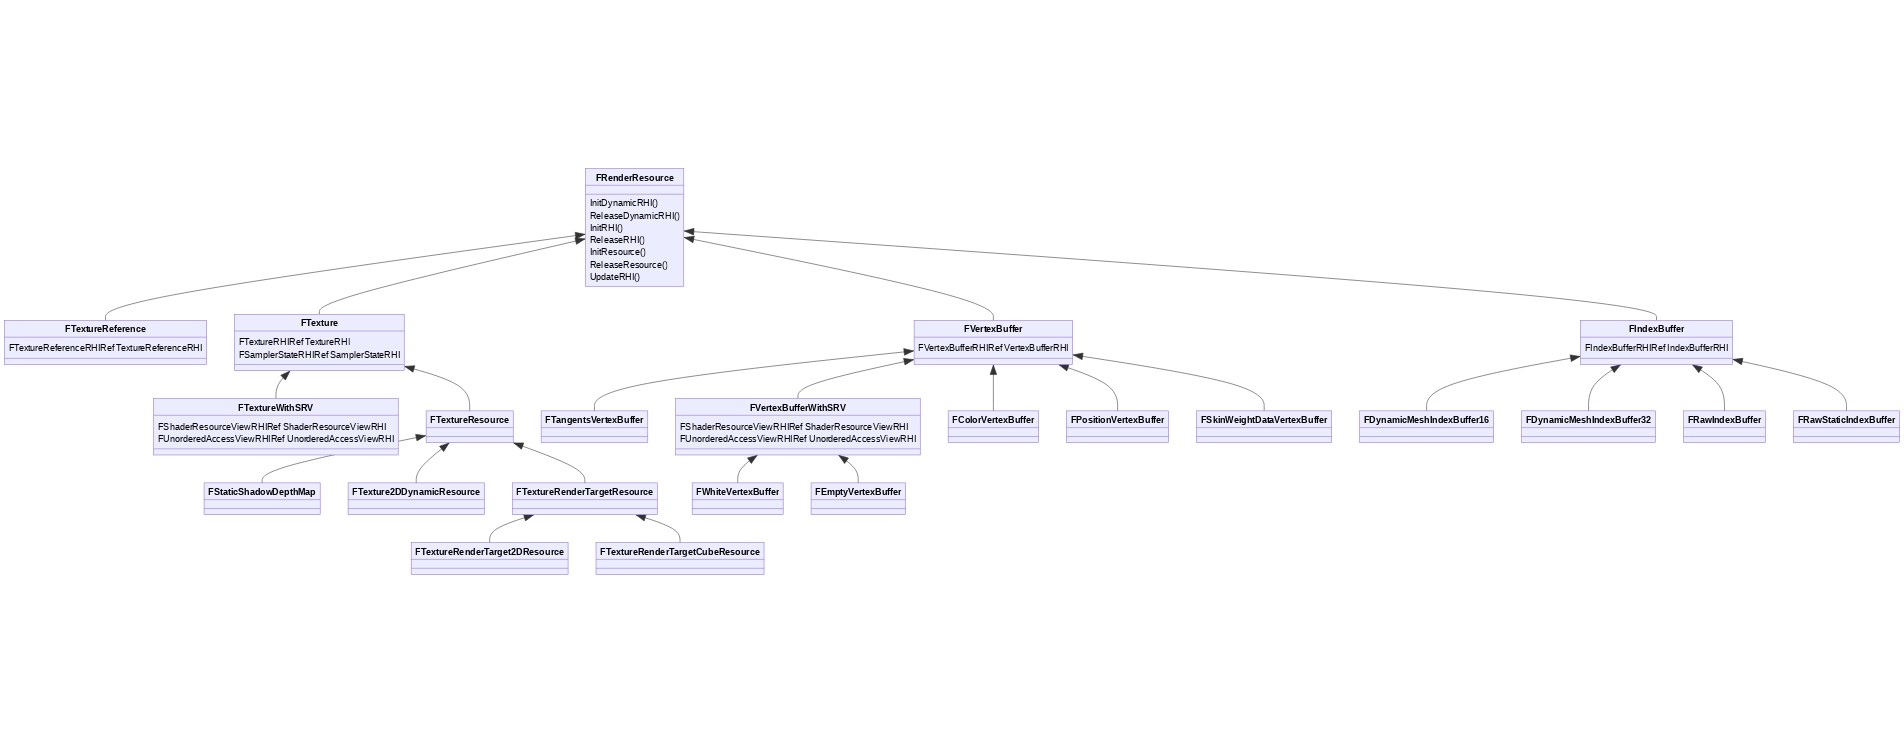 FRenderResource
InitDynamicRHI()
ReleaseDynamicRHI()
InitRHI()
ReleaseRHI()
InitResource()
ReleaseResource()
UpdateRHI()
FTextureReference
FTextureReferenceRHIRef TextureReferenceRHI
FTexture
FTextureRHIRef TextureRHI
FSamplerStateRHIRef SamplerStateRHI
FVertexBuffer
FVertexBufferRHIRef VertexBufferRHI
FIndexBuffer
FIndexBufferRHIRef IndexBufferRHI
FTextureWithSRV
FShaderResourceViewRHIRef ShaderResourceViewRHI
FUnorderedAccessViewRHIRef UnorderedAccessViewRHI
FTextureResource
FTangentsVertexBuffer
FVertexBufferWithSRV
FShaderResourceViewRHIRef ShaderResourceViewRHI
FUnorderedAccessViewRHIRef UnorderedAccessViewRHI
FColorVertexBuffer
FPositionVertexBuffer
FSkinWeightDataVertexBuffer
FDynamicMeshIndexBuffer16
FDynamicMeshIndexBuffer32
FRawIndexBuffer
FRawStaticIndexBuffer
FStaticShadowDepthMap
FTexture2DDynamicResource
FTextureRenderTargetResource
FWhiteVertexBuffer
FEmptyVertexBuffer
FTextureRenderTarget2DResource
FTextureRenderTargetCubeResource